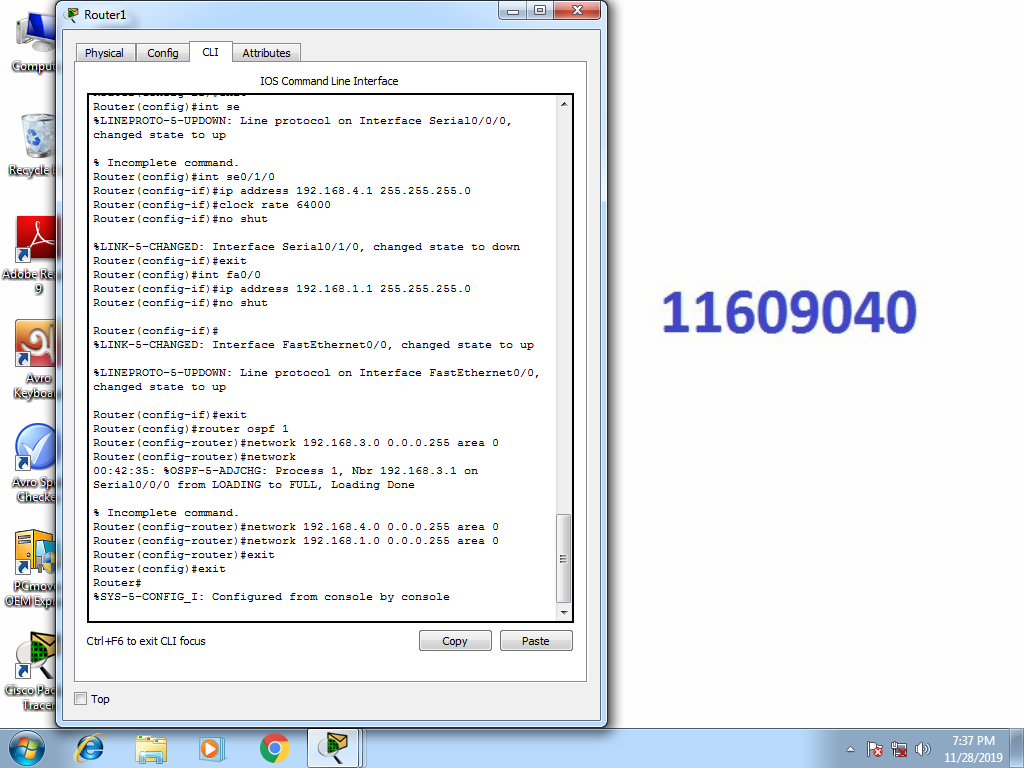 Router1
Physical
Config
CLI
Attributes
IOS Command Line Interface
Router(config)#int se
%LINEPROTO-5-UPDOWN: Line protocol on Interface Serial0/0/0,
changed state to up
% Incomplete command.
Router(config)#int se0/1/0
Router(config-if)#ip address 192.168.4.1 255.255.255.0
Router(config-if)#clock rate 64000
Router(config-if)#no shut
%LINK-5-CHANGED: Interface Serial0/1/0, changed state to down
Router(config-if)#exit
Router(config)#int fa0/0
Router(config-if)#ip address 192.168.1.1 255.255.255.0
Router(config-if)#no shut
Router(config-if)#
%LINK-5-CHANGED: Interface FastEthernet0/0, changed state to up
%LINEPROTO-5-UPDOWN: Line protocol on Interface FastEthernet0/0,
changed state to up
Router(config-if)#exit
Router(config)#router ospf 1
Router(config-router)#network 192.168.3.0 0.0.0.255 area 0
Router(config-router)#network
00:42:35: %OSPF-5-ADJCHG: Process 1, Nbr 192.168.3.1 on
Serial0/0/0 from LOADING to FULL, Loading Done
% Incomplete command.
Router(config-router)#network 192.168.4.0 0.0.0.255 area 0
Router(config-router)#network 192.168.1.0 0.0.0.255 area 0
Router(config-router)#exit
Router(config)#exit
Router#
%SYS-5-CONFIG_I: Configured from console by console
Ctrl+F6 to exit CLI focus
Copy
Paste
Top
Comput
Recycle
Adobe Re
9
Avro
Keyboa
Avro Sp
Checke
PCmov
OEM Exp
Cisco Pac
Tracer
11609040
7:37 PM
11/28/2019